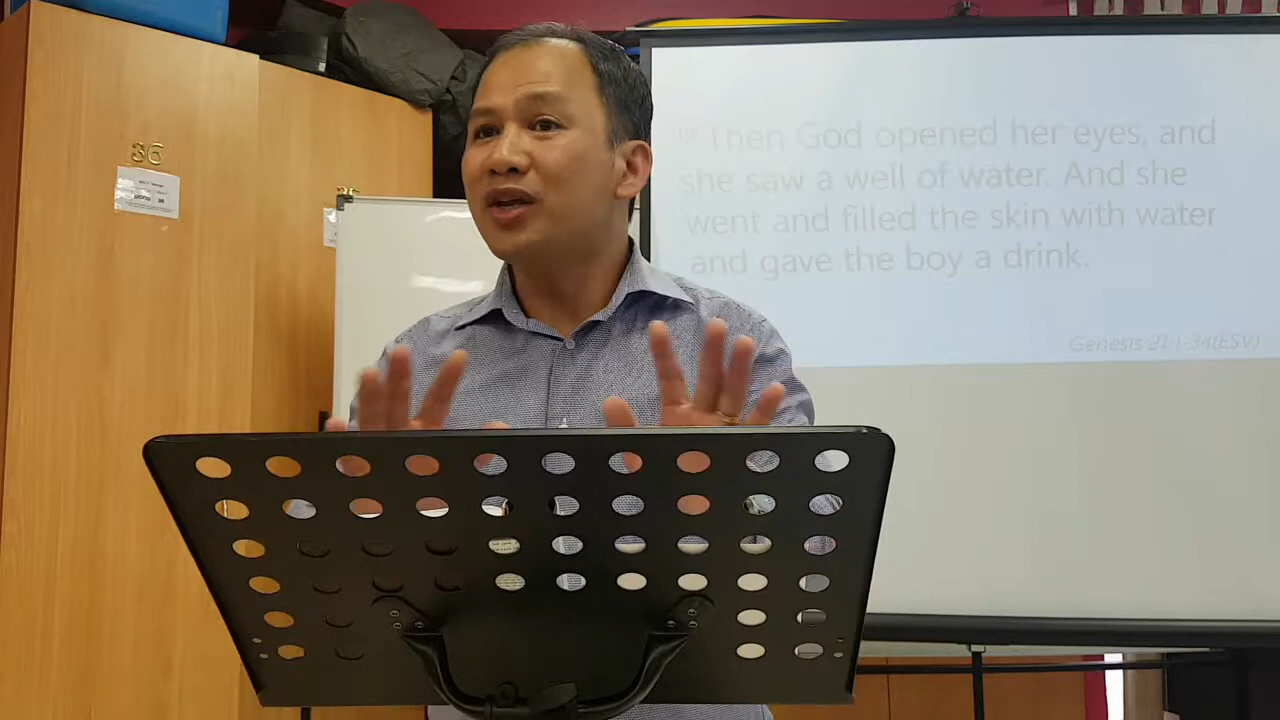 36
36
Then God opened her eyes, and
she saw a well of water. And she
went and filled the skin with water
and gave the boy a drink.
Genesis 21:1-34(ESV)